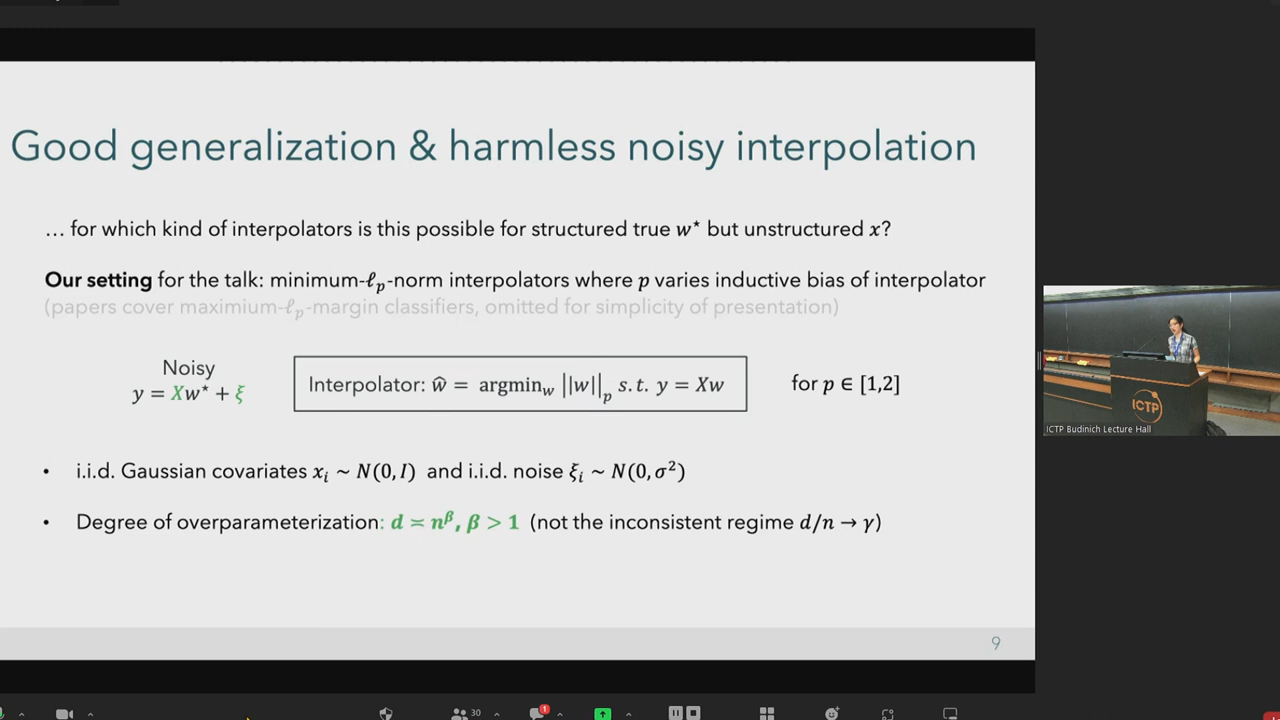 Good generalization & harmless noisy interpolation
… for which kind of interpolators is this possible for structured true w* but unstructured x?
Our setting for the talk: minimum-ℓp-norm interpolators where p varies inductive bias of interpolator
(papers cover maximium-ℓp-margin classifiers, omitted for simplicity of presentation)
Noisy
y = Xw* + ξ
Interpolator: ŵ = argminw ||w||p s.t. y = Xw
for p ∈ [1,2]
• i.i.d. Gaussian covariates xi ~ N(0, I) and i.i.d. noise ξi ~ N(0, σ²)
• Degree of overparameterization: d ≍ nᵝ, β > 1 (not the inconsistent regime d/n → γ)
9
ICTP
ICTP Budinich Lecture Hall
30
1